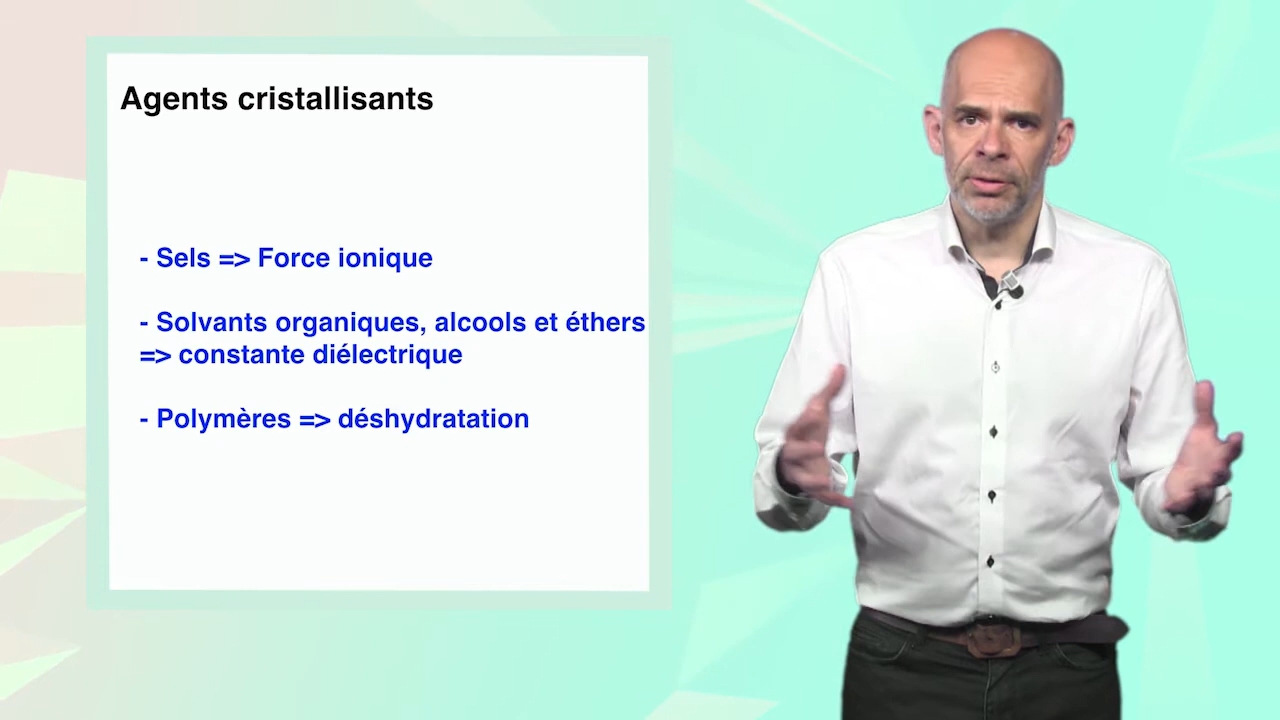 Agents cristallisants
- Sels => Force ionique
- Solvants organiques, alcools et éthers
=> constante diélectrique
- Polymères => déshydratation